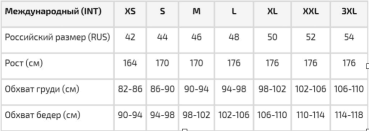 Международный (INT) XS S M L XL XXL 3XL
Российский размер (RUS) 42 44 46 48 50 52 54
Рост (см) 164 170 170 176 176 176 176
Обхват груди (см) 82-86 86-90 90-94 94-98 98-102 102-106 106-110
Обхват бедер (см) 90-94 94-98 98-102 102-106 106-110 110-114 114-118